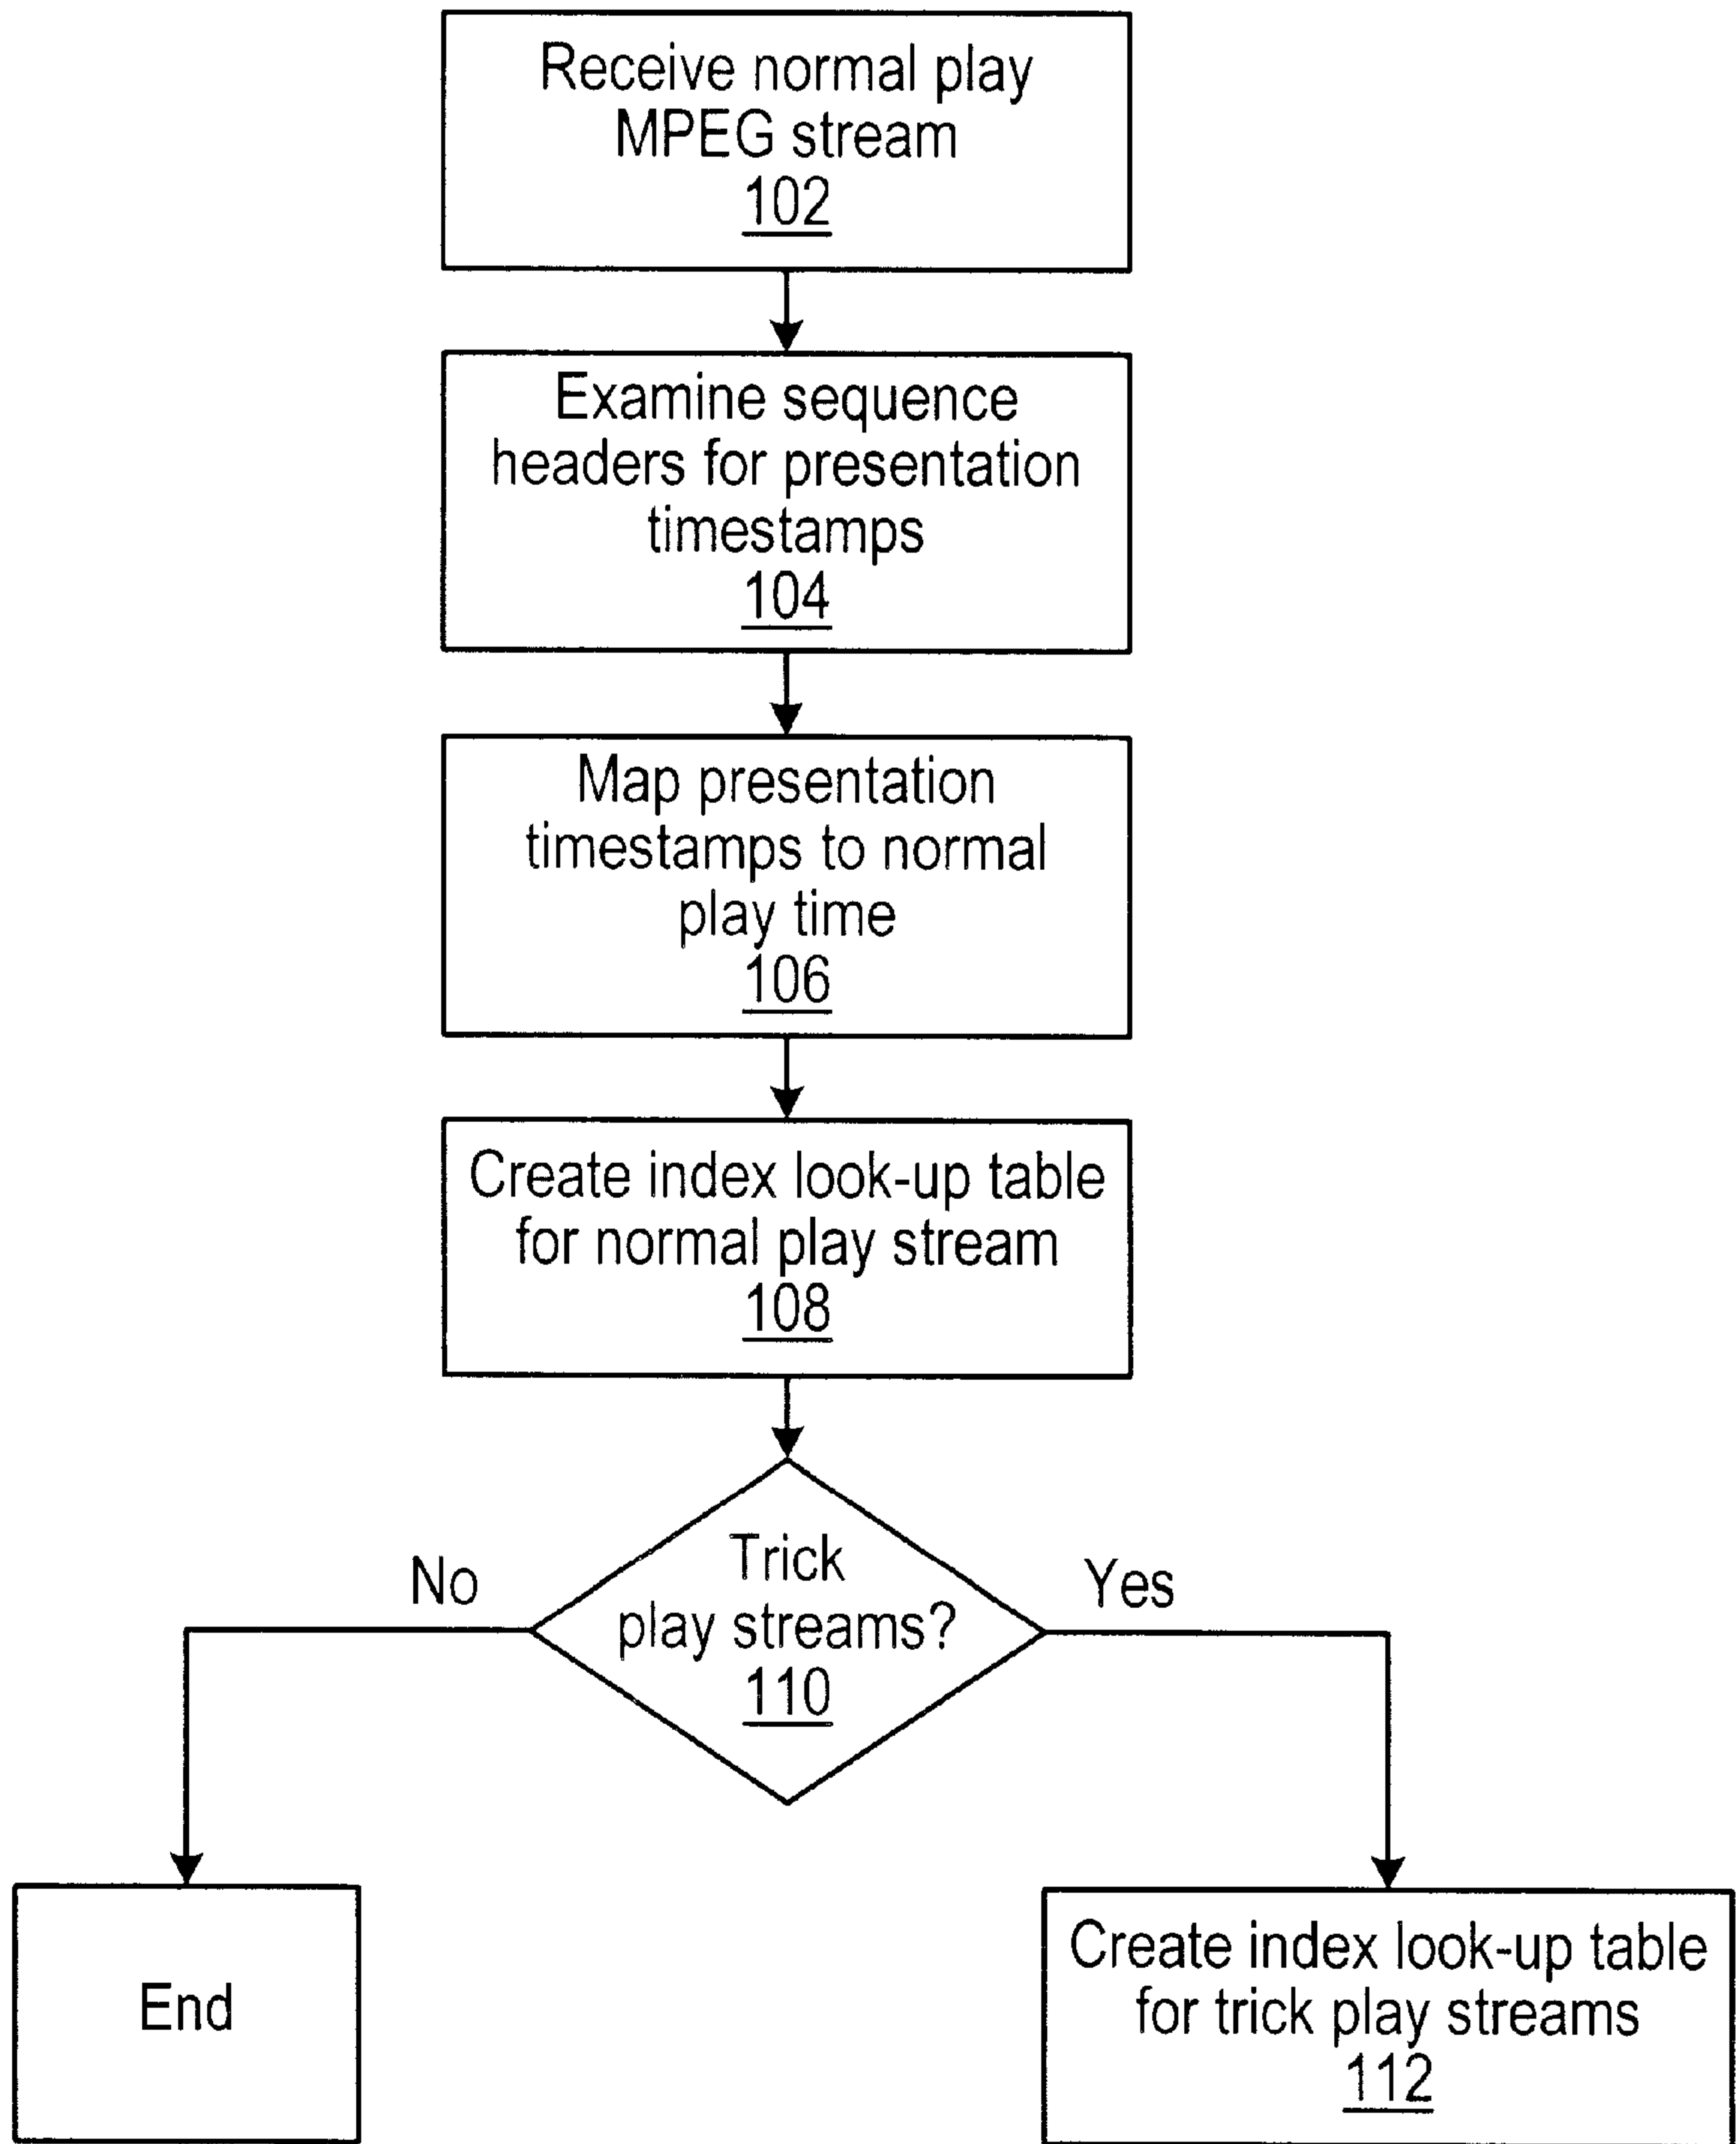 Receive normal play
MPEG stream
102
Examine sequence
headers for presentation
timestamps
104
Map presentation
timestamps to normal
play time
106
Create index look-up table
for normal play stream
108
Trick
play streams?
110
No
Yes
End
Create index look-up table
for trick play streams
112